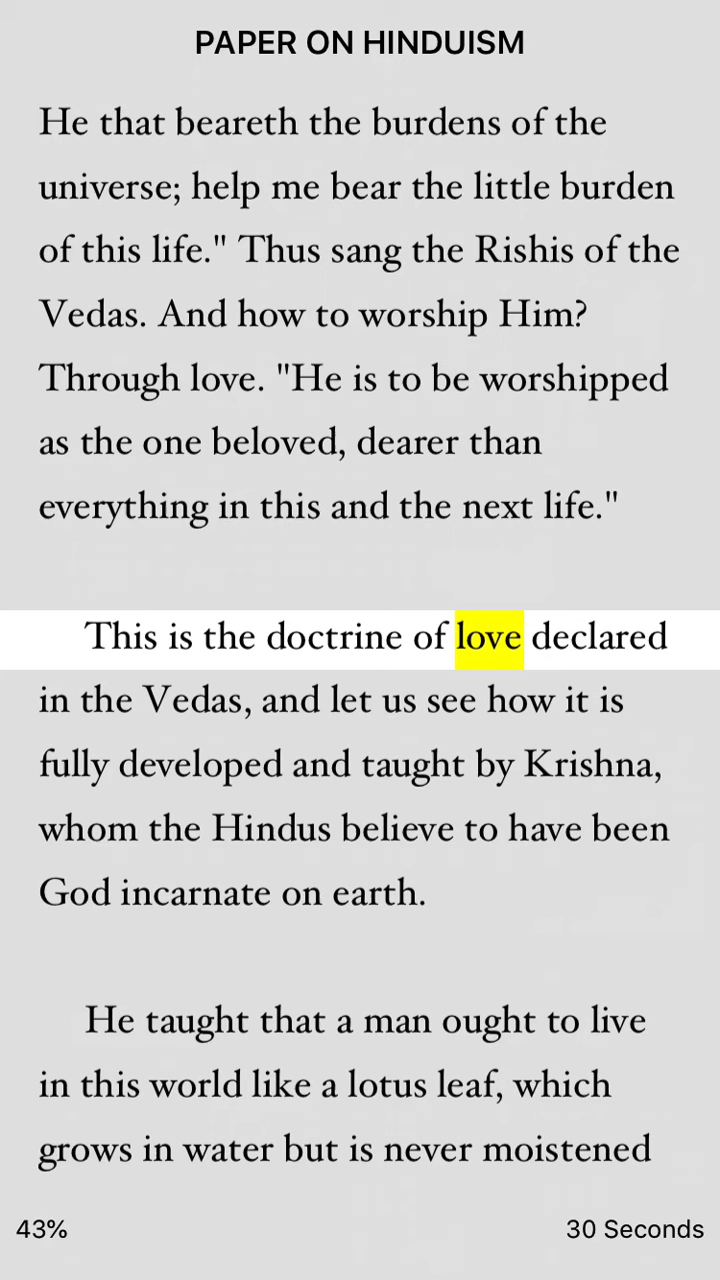 PAPER ON HINDUISM
He that beareth the burdens of the
universe; help me bear the little burden
of this life." Thus sang the Rishis of the
Vedas. And how to worship Him?
Through love. "He is to be worshipped
as the one beloved, dearer than
everything in this and the next life."
This is the doctrine of love declared
in the Vedas, and let us see how it is
fully developed and taught by Krishna,
whom the Hindus believe to have been
God incarnate on earth.
He taught that a man ought to live
in this world like a lotus leaf, which
grows in water but is never moistened
43%
30 Seconds